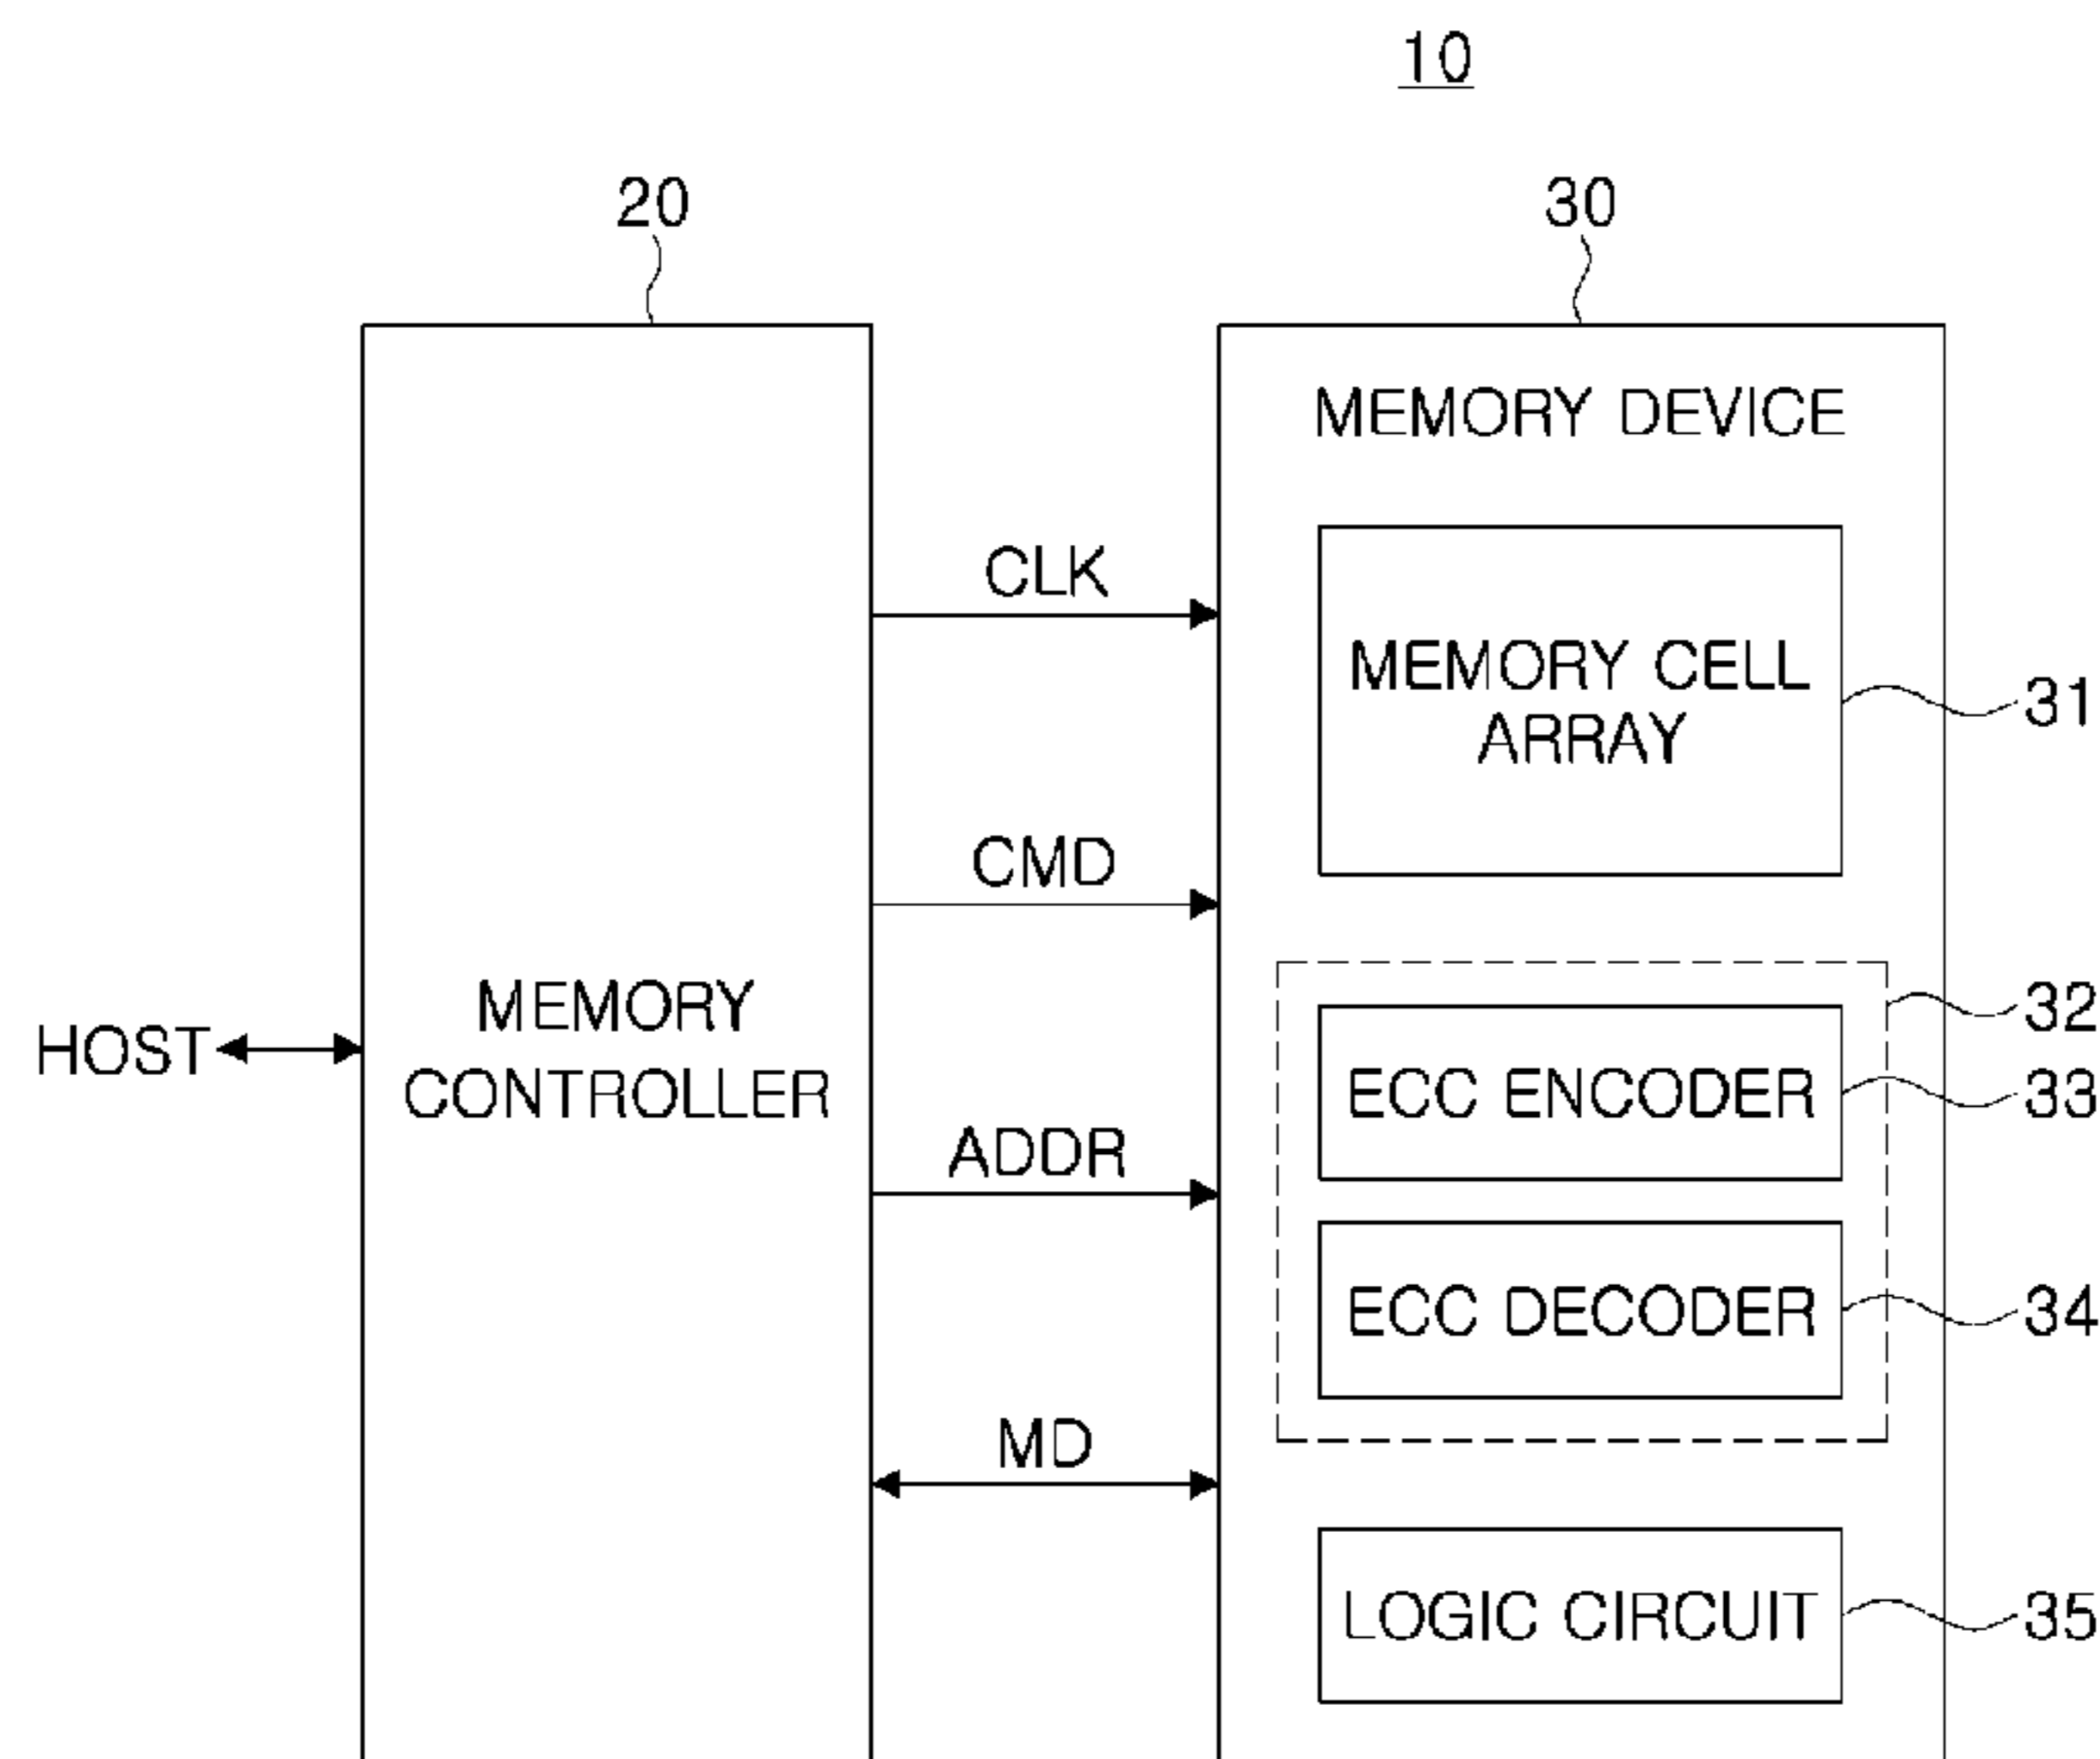 10
20
30
MEMORY DEVICE
CLK
MEMORY CELL
ARRAY
31
CMD
HOST
MEMORY
CONTROLLER
32
ECC ENCODER
33
ADDR
ECC DECODER
34
MD
LOGIC CIRCUIT
35